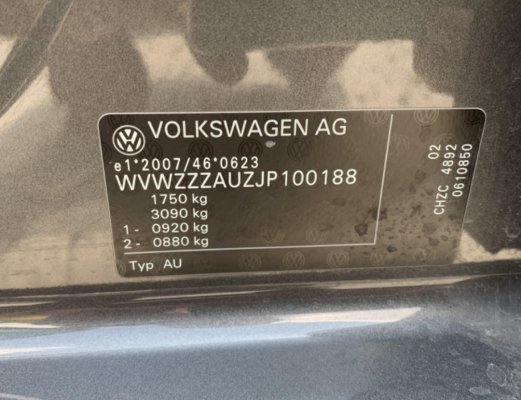 VOLKSWAGEN AG
e1*2007/46*0623
WVWZZZAUZJP100188
1750 kg
3090 kg
1- 0920 kg
2- 0880 kg
Typ AU
02
CHZC 4892
0610850